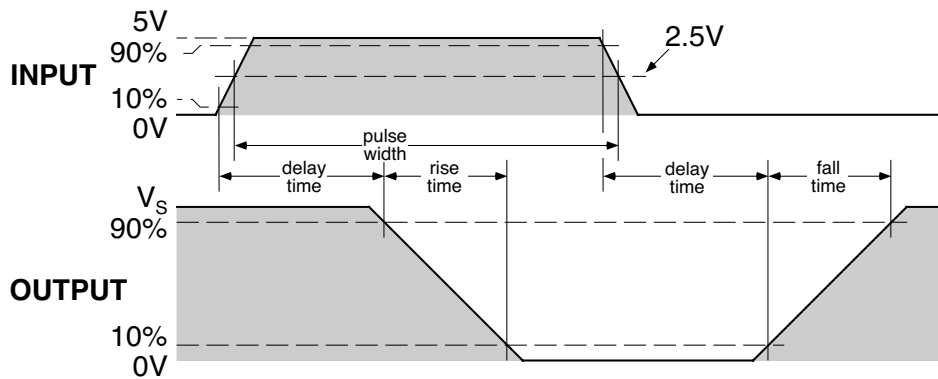 5V
90%
2.5V
INPUT
10%
0V
pulse
width
delay
time
rise
time
delay
time
fall
time
VS
90%
OUTPUT
10%
0V